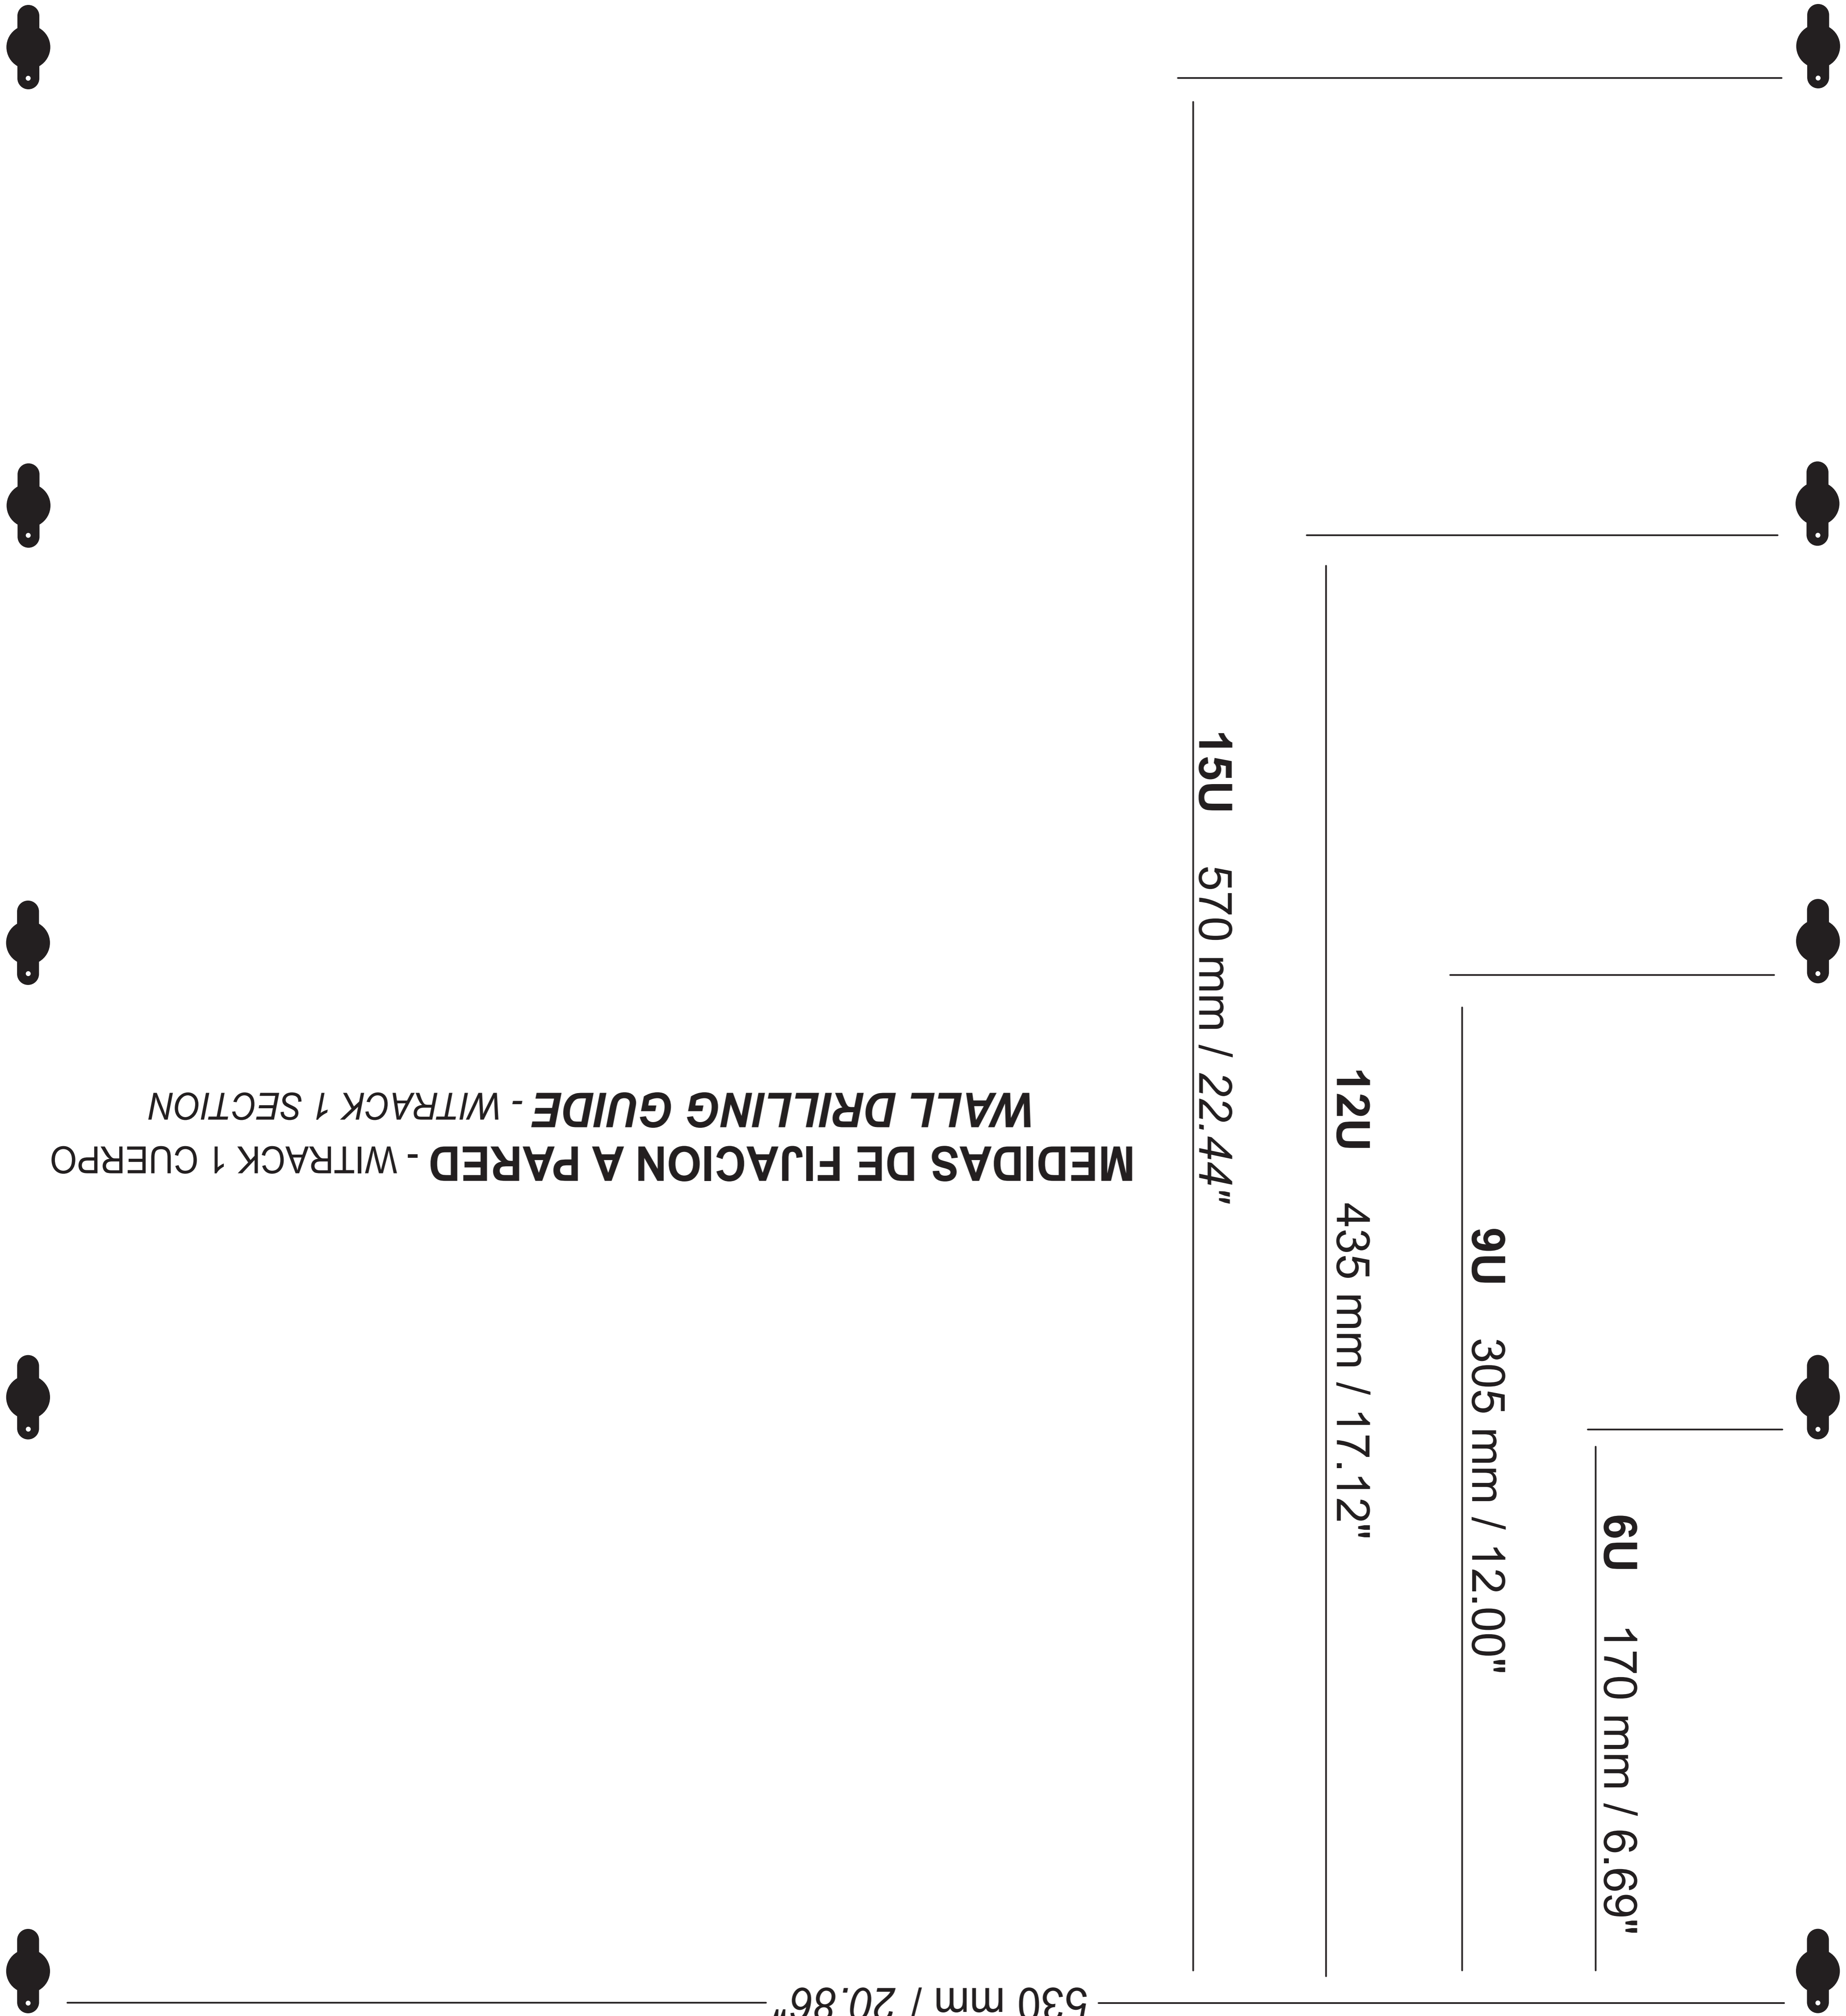 MEDIDAS DE FIJACION A PARED - WITRACK 1 CUERPO
WALL DRILLING GUIDE - WITRACK 1 SECTION
15U 570 mm / 22.44"
12U 435 mm / 17.12"
9U 305 mm / 12.00"
6U 170 mm / 6.69"
530 mm / 20.86"